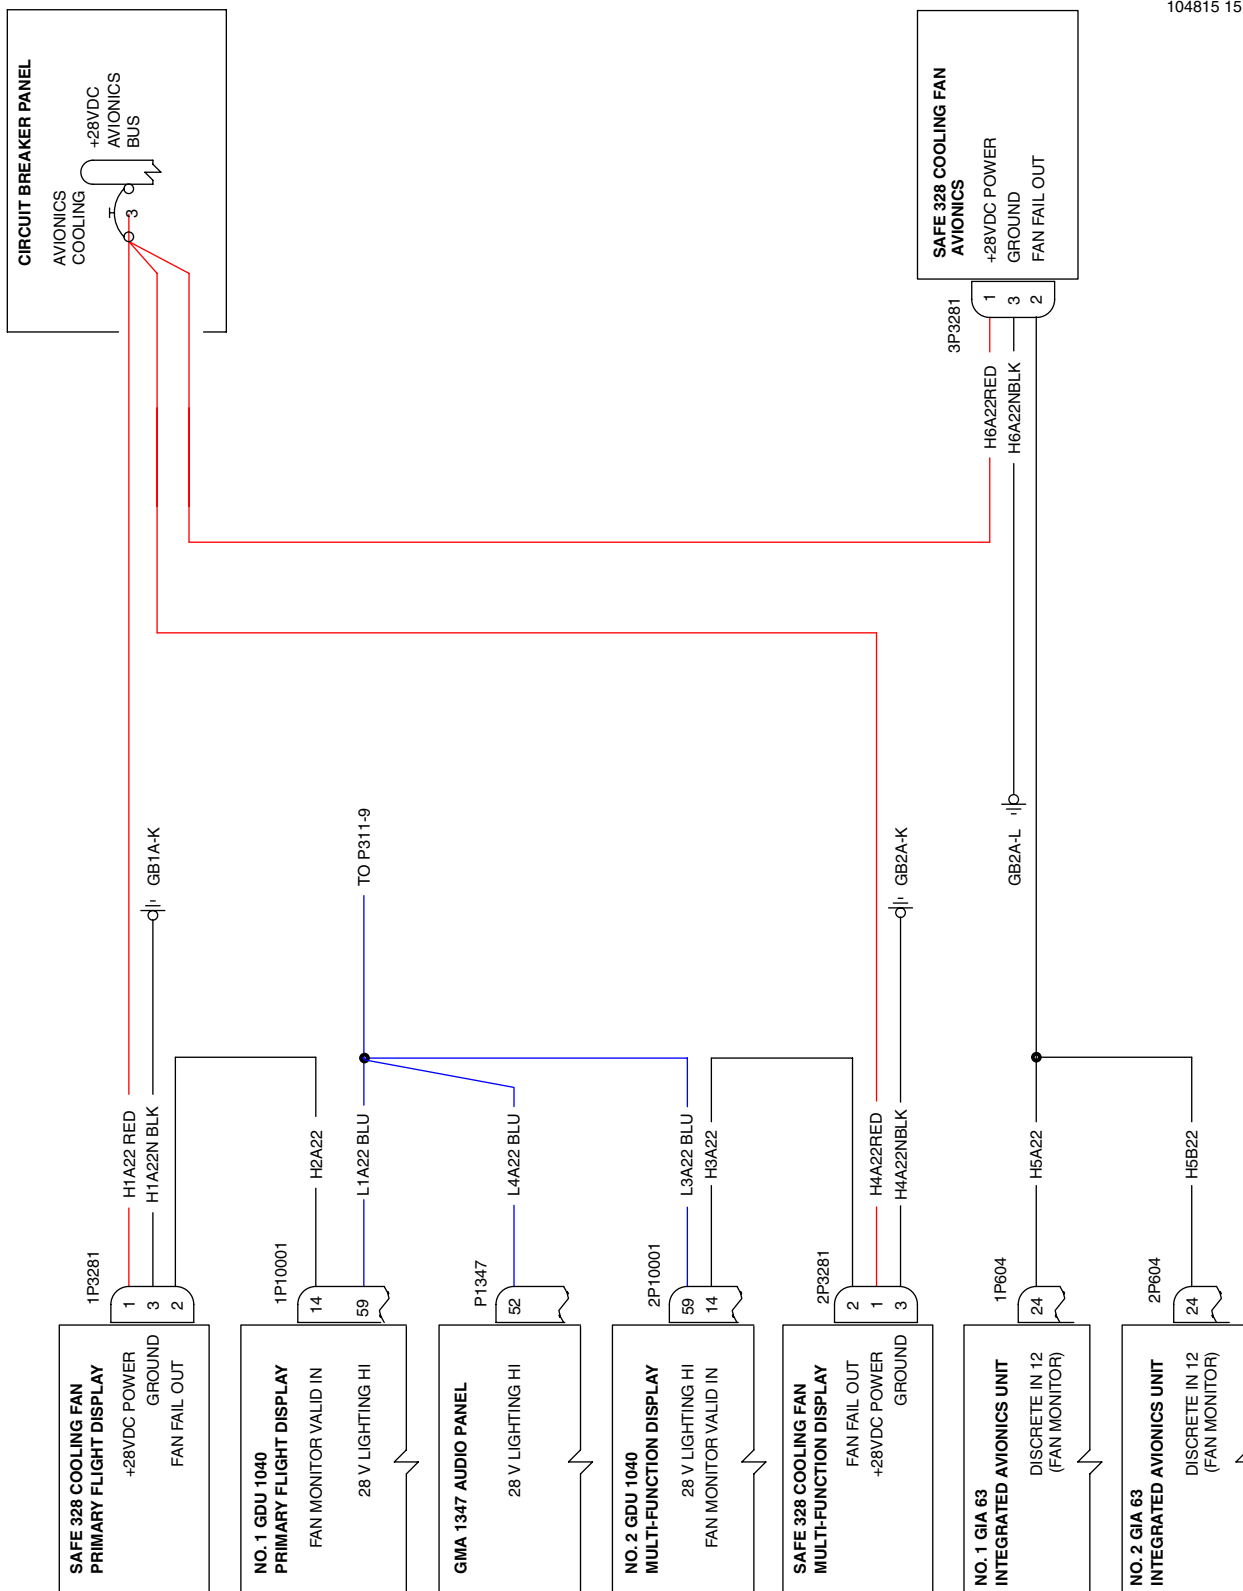 104815 15
CIRCUIT BREAKER PANEL
AVIONICS
COOLING
+28VDC
AVIONICS
BUS
3
SAFE 328 COOLING FAN
AVIONICS
+28VDC POWER
GROUND
FAN FAIL OUT
3P3281
1
3
2
H6A22RED
H6A22NBLK
GB2A-L
SAFE 328 COOLING FAN
PRIMARY FLIGHT DISPLAY
+28VDC POWER
GROUND
FAN FAIL OUT
1P3281
1
3
2
H1A22 RED
H1A22N BLK
GB1A-K
NO. 1 GDU 1040
PRIMARY FLIGHT DISPLAY
FAN MONITOR VALID IN
28 V LIGHTING HI
1P10001
14
59
H2A22
L1A22 BLU
TO P311-9
GMA 1347 AUDIO PANEL
28 V LIGHTING HI
P1347
52
L4A22 BLU
NO. 2 GDU 1040
MULTI-FUNCTION DISPLAY
28 V LIGHTING HI
FAN MONITOR VALID IN
2P10001
59
14
L3A22 BLU
H3A22
SAFE 328 COOLING FAN
MULTI-FUNCTION DISPLAY
FAN FAIL OUT
+28VDC POWER
GROUND
2P3281
2
1
3
H4A22RED
H4A22NBLK
GB2A-K
NO. 1 GIA 63
INTEGRATED AVIONICS UNIT
DISCRETE IN 12
(FAN MONITOR)
1P604
24
H5A22
NO. 2 GIA 63
INTEGRATED AVIONICS UNIT
DISCRETE IN 12
(FAN MONITOR)
2P604
24
H5B22